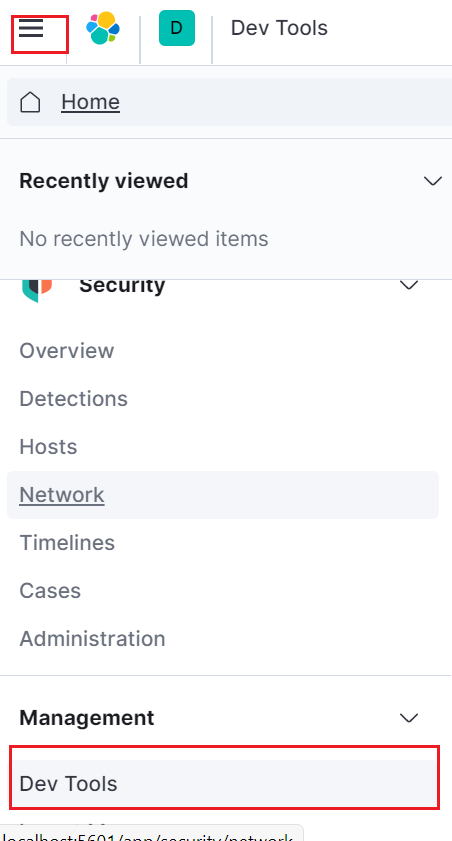 D Dev Tools
Home
Recently viewed
No recently viewed items
Security
Overview
Detections
Hosts
Network
Timelines
Cases
Administration
Management
Dev Tools
localhost:5601/app/security/network